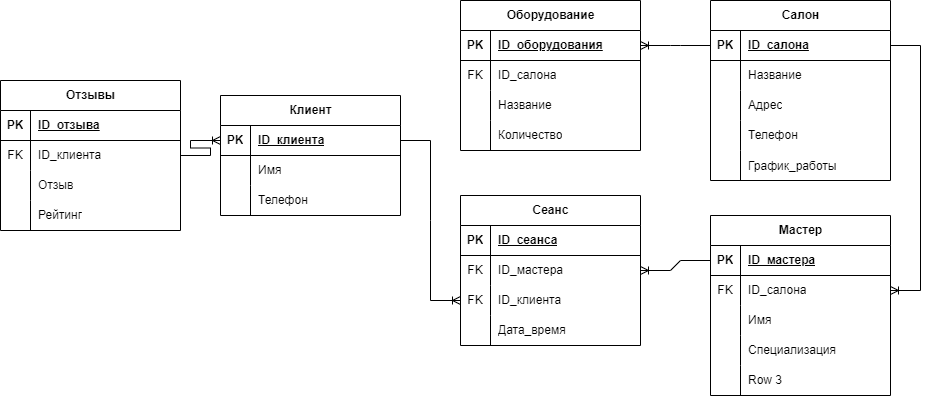 Оборудование
PK ID_оборудования
FK ID_салона
Название
Количество
Салон
PK ID_салона
Название
Адрес
Телефон
График_работы
Отзывы
PK ID_отзыва
FK ID_клиента
Отзыв
Рейтинг
Клиент
PK ID_клиента
Имя
Телефон
Сеанс
PK ID_сеанса
FK ID_мастера
FK ID_клиента
Дата_время
Мастер
PK ID_мастера
FK ID_салона
Имя
Специализация
Row 3